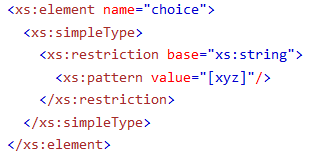 <xs:element name="choice">
  <xs:simpleType>
    <xs:restriction base="xs:string">
      <xs:pattern value="[xyz]"/>
    </xs:restriction>
  </xs:simpleType>
</xs:element>